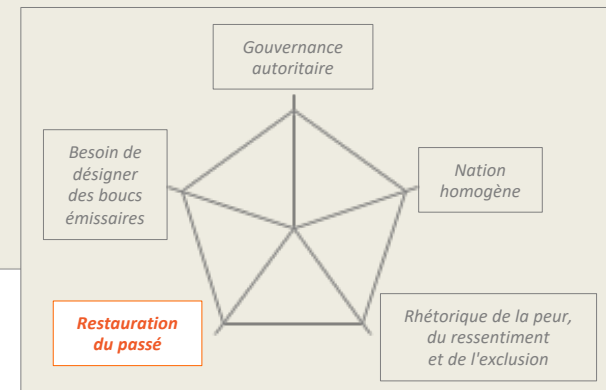 Gouvernance
autoritaire
Besoin de
désigner
des boucs
émissaires
Nation
homogène
Restauration
du passé
Rhétorique de la peur,
du ressentiment
et de l'exclusion